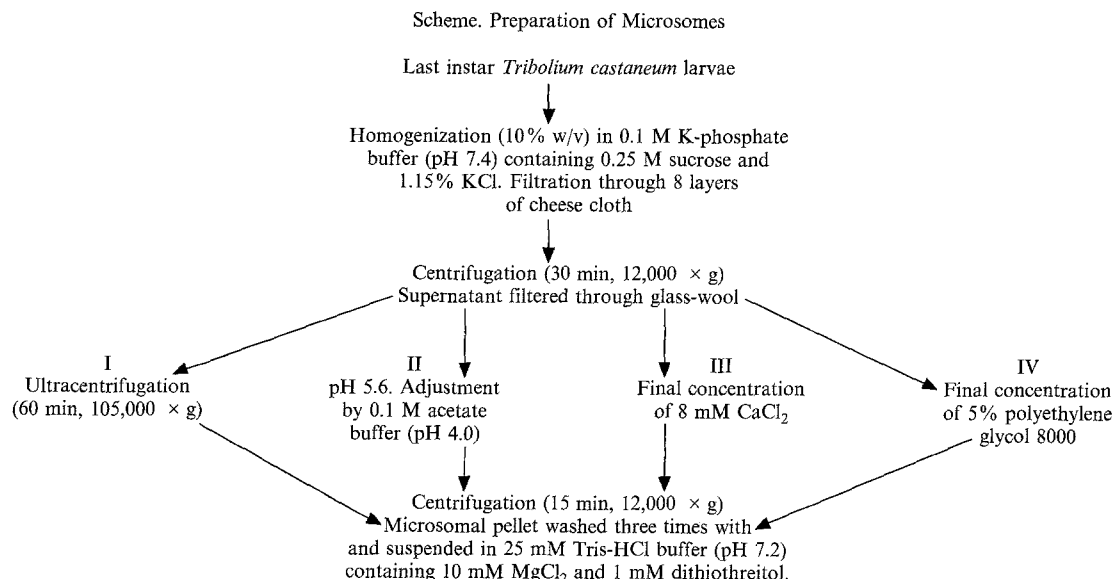 Scheme. Preparation of Microsomes
Last instar Tribolium castaneum larvae
Homogenization (10% w/v) in 0.1 M K-phosphate
buffer (pH 7.4) containing 0.25 M sucrose and
1.15% KCl. Filtration through 8 layers
of cheese cloth
Centrifugation (30 min, 12,000 × g)
Supernatant filtered through glass-wool
I
Ultracentrifugation
(60 min, 105,000 × g)
II
pH 5.6. Adjustment
by 0.1 M acetate
buffer (pH 4.0)
III
Final concentration
of 8 mM CaCl₂
IV
Final concentration
of 5% polyethylene
glycol 8000
Centrifugation (15 min, 12,000 × g)
Microsomal pellet washed three times with
and suspended in 25 mM Tris-HCl buffer (pH 7.2)
containing 10 mM MgCl₂ and 1 mM dithiothreitol.